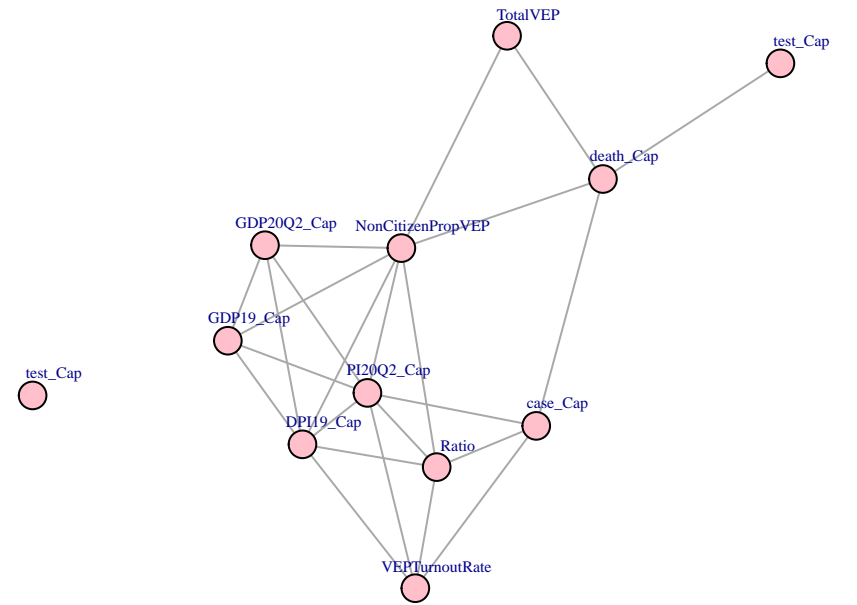 TotalVEP
test_Cap
death_Cap
GDP20Q2_Cap
NonCitizenPropVEP
GDP19_Cap
PI20Q2_Cap
test_Cap
case_Cap
DPI19_Cap
Ratio
VEPTurnoutRate